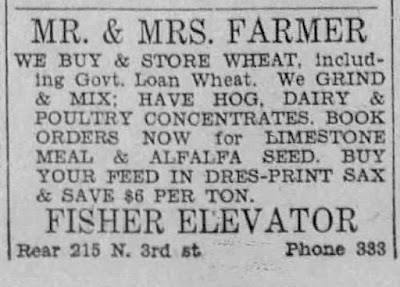 MR. & MRS. FARMER
WE BUY & STORE WHEAT, includ-
ing Govt. Loan Wheat. We GRIND
& MIX; HAVE HOG, DAIRY &
POULTRY CONCENTRATES. BOOK
ORDERS NOW for LIMESTONE
MEAL & ALFALFA SEED. BUY
YOUR FEED IN DRES-PRINT SAX
& SAVE $6 PER TON.
FISHER ELEVATOR
Rear 215 N. 3rd st Phone 333